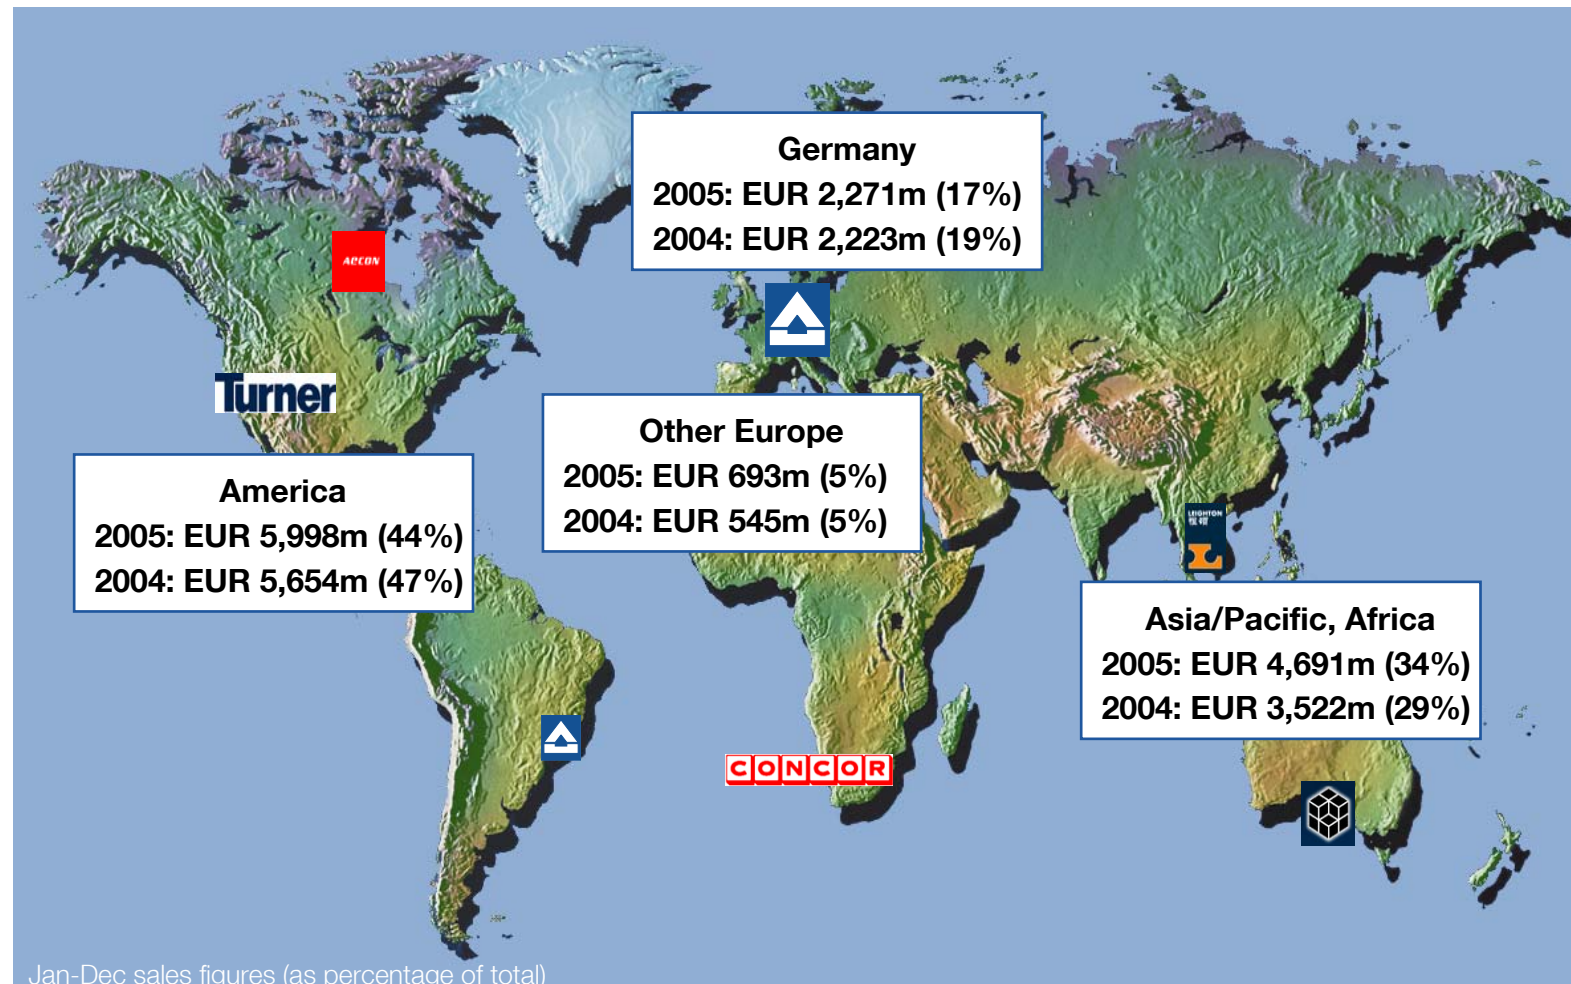 Germany
2005: EUR 2,271m (17%)
2004: EUR 2,223m (19%)
AECON
Turner
Other Europe
2005: EUR 693m (5%)
2004: EUR 545m (5%)
America
2005: EUR 5,998m (44%)
2004: EUR 5,654m (47%)
LEIGHTON
Asia/Pacific, Africa
2005: EUR 4,691m (34%)
2004: EUR 3,522m (29%)
CONCOR
Jan-Dec sales figures (as percentage of total)